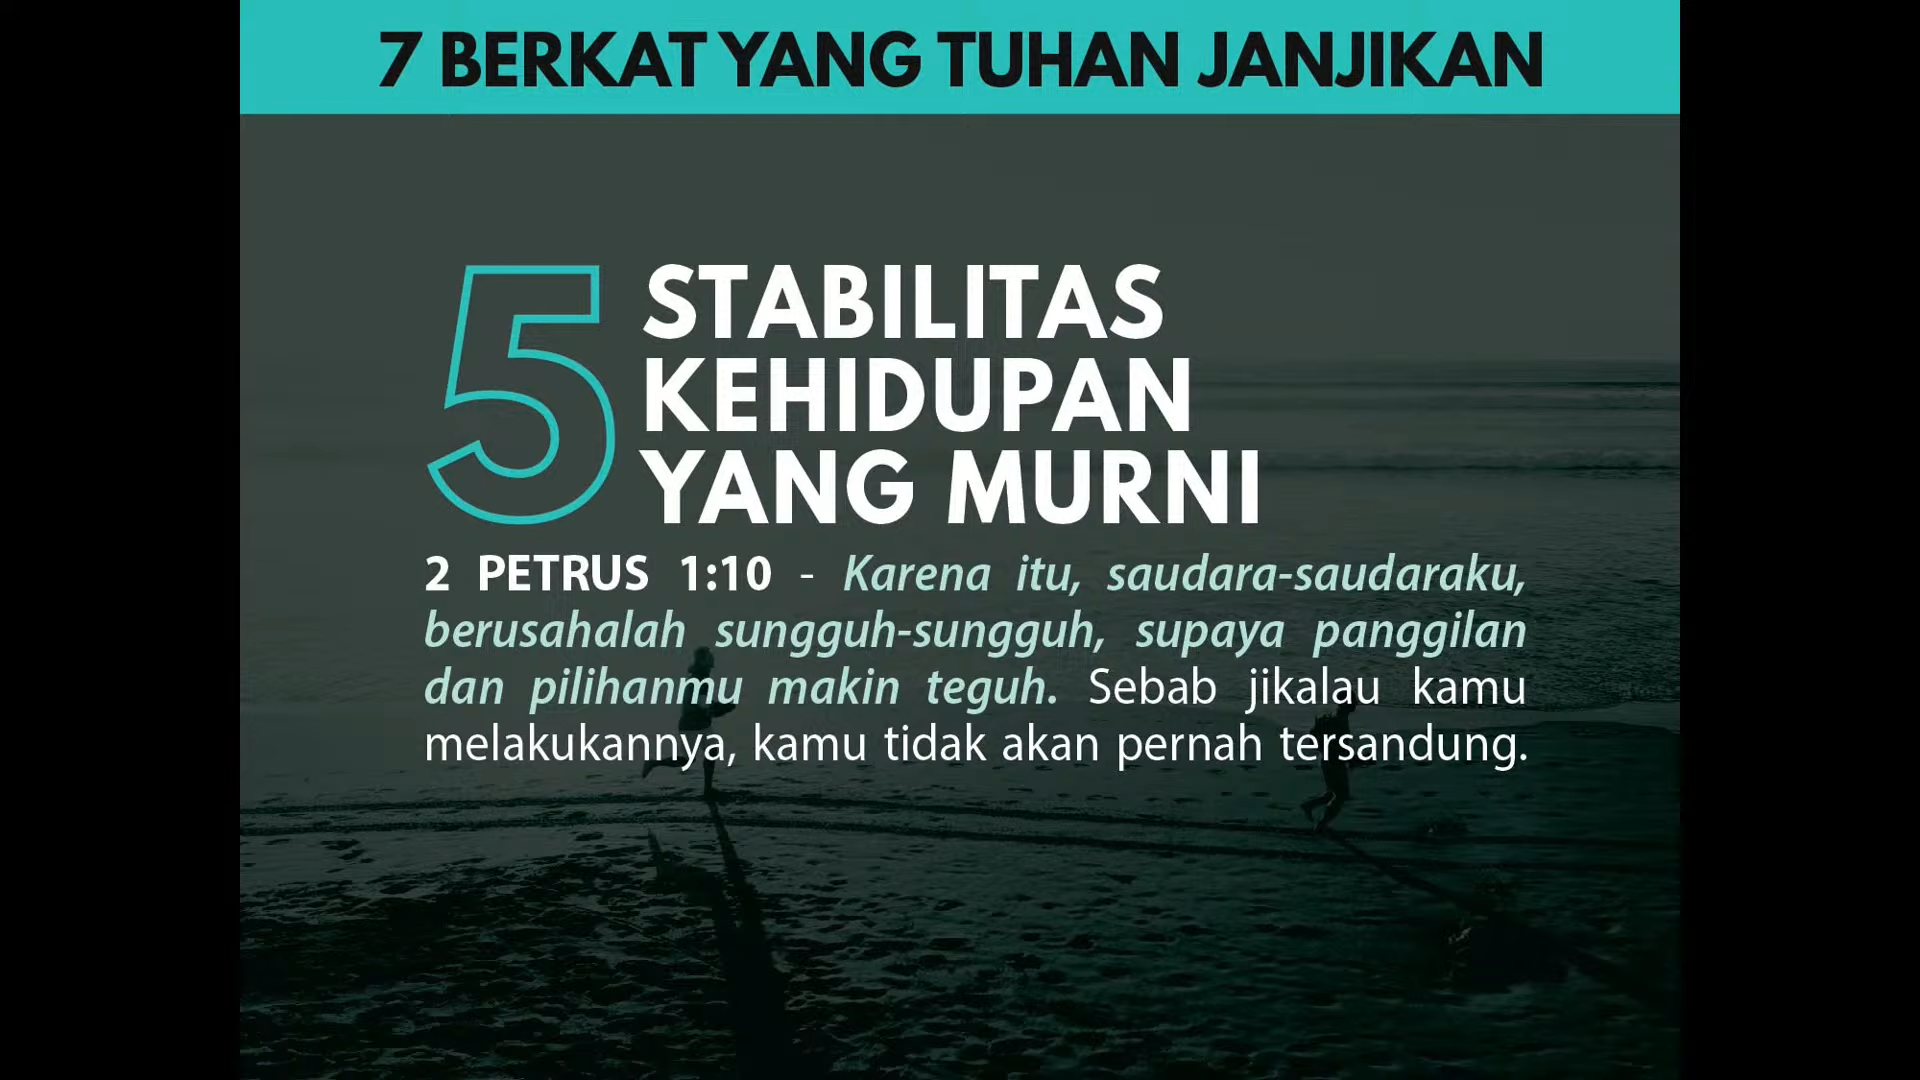 7 BERKAT YANG TUHAN JANJIKAN
5
STABILITAS
KEHIDUPAN
YANG MURNI
2 PETRUS 1:10 - Karena itu, saudara-saudaraku,
berusahalah sungguh-sungguh, supaya panggilan
dan pilihanmu makin teguh. Sebab jikalau kamu
melakukannya, kamu tidak akan pernah tersandung.